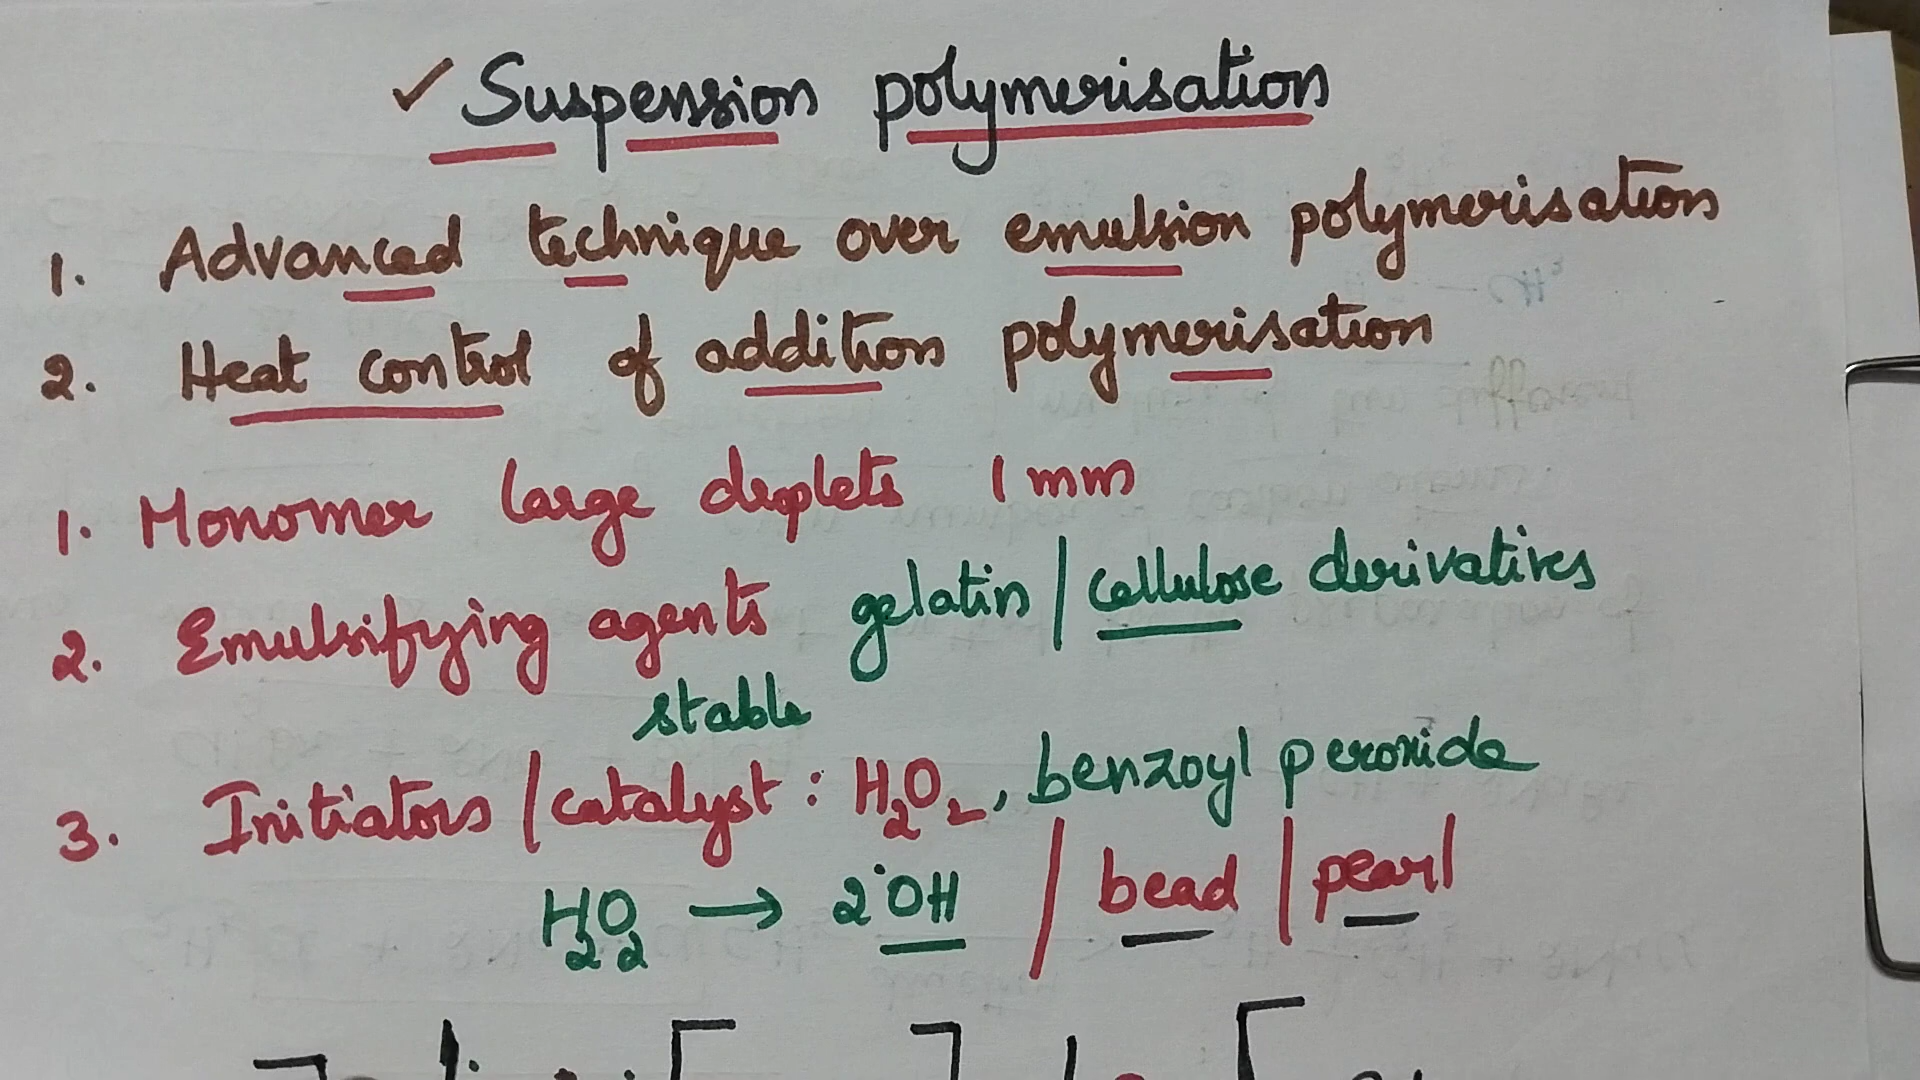 ✓ Suspension polymerisation
1. Advanced technique over emulsion polymerisation
2. Heat control of addition polymerisation
1. Monomer large droplets 1 mm
2. Emulsifying agents gelatin / cellulose derivatives
stable
3. Initiators / catalyst : H₂O₂, benzoyl peroxide
H₂O₂ → 2˙OH / bead / pearl